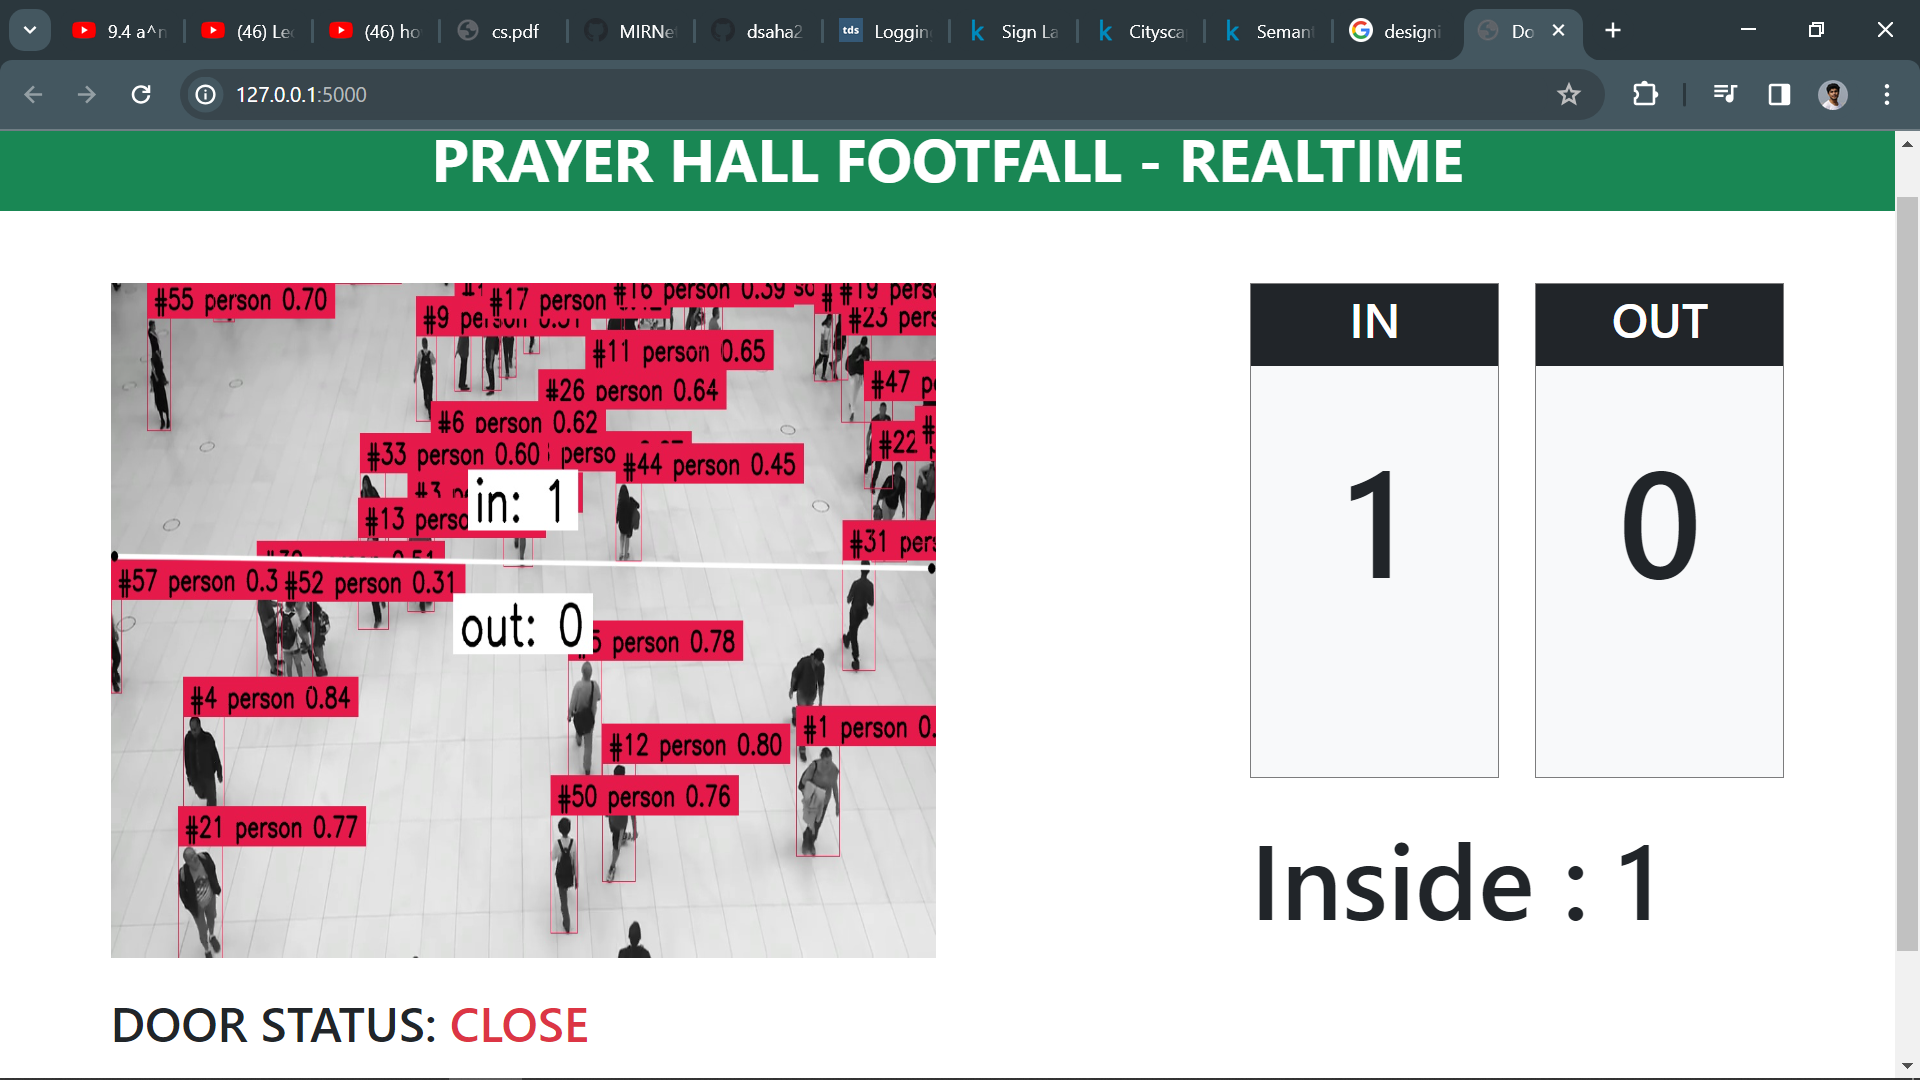 9.4 a^n
(46) Le
(46) ho
cs.pdf
MIRNe
dsaha2
tds Loggin
k Sign La
k Citysca
k Seman
G designi
Do
127.0.0.1:5000
PRAYER HALL FOOTFALL - REALTIME
IN OUT
1 0
Inside : 1
#55 person 0.70
#17 person
#16 person 0.39
#19 pers
#9
#23 pers
#11 person 0.65
#26 person 0.64
#47 p
#6 person 0.62
#22
#33 person 0.60
perso
#44 person 0.45
#3
in: 1
#13 perso
#31 pers
#57 person 0.3
#52 person 0.31
out: 0
5 person 0.78
#4 person 0.84
#1 person 0.
#12 person 0.80
#50 person 0.76
#21 person 0.77
DOOR STATUS: CLOSE